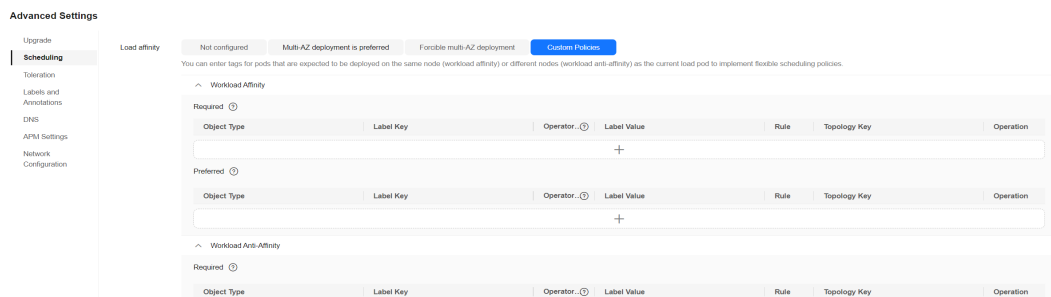 Advanced Settings
Upgrade
Scheduling
Toleration
Labels and
Annotations
DNS
APM Settings
Network
Configuration
Load affinity
Not configured
Multi-AZ deployment is preferred
Forcible multi-AZ deployment
Custom Policies
You can enter tags for pods that are expected to be deployed on the same node (workload affinity) or different nodes (workload anti-affinity) as the current load pod to implement flexible scheduling policies.
Workload Affinity
Required ?
Object Type Label Key Operator...? Label Value Rule Topology Key Operation
+
Preferred ?
Object Type Label Key Operator...? Label Value Rule Topology Key Operation
+
Workload Anti-Affinity
Required ?
Object Type Label Key Operator...? Label Value Rule Topology Key Operation